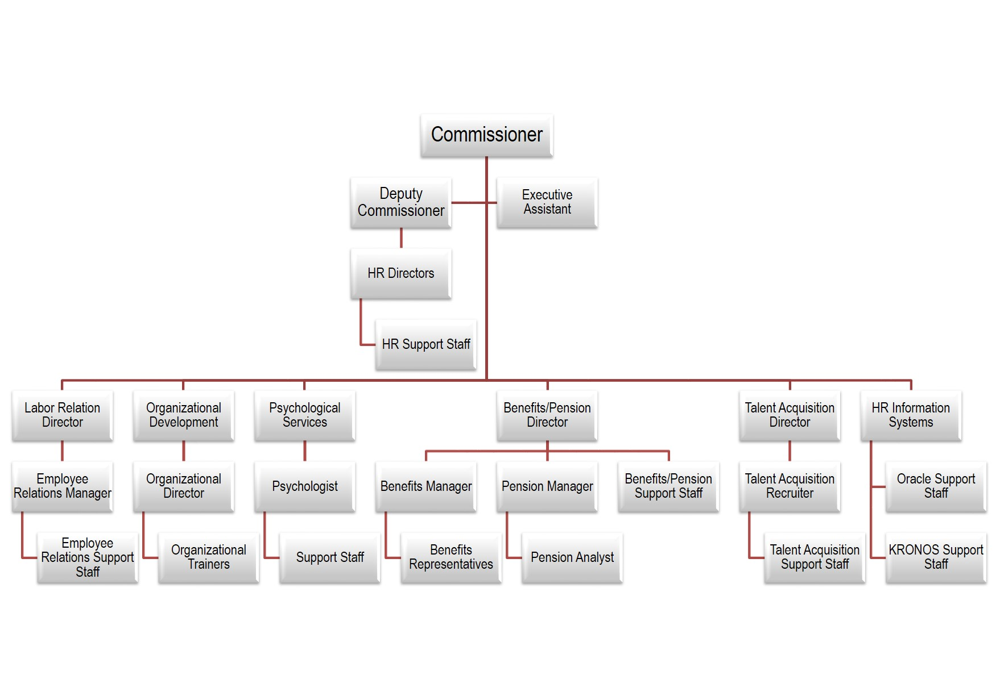 Commissioner
Deputy
Commissioner
Executive
Assistant
HR Directors
HR Support Staff
Labor Relation
Director
Organizational
Development
Psychological
Services
Benefits/Pension
Director
Talent Acquisition
Director
HR Information
Systems
Employee
Relations Manager
Organizational
Director
Psychologist
Benefits Manager
Pension Manager
Benefits/Pension
Support Staff
Talent Acquisition
Recruiter
Oracle Support
Staff
Employee
Relations Support
Staff
Organizational
Trainers
Support Staff
Benefits
Representatives
Pension Analyst
Talent Acquisition
Support Staff
KRONOS Support
Staff